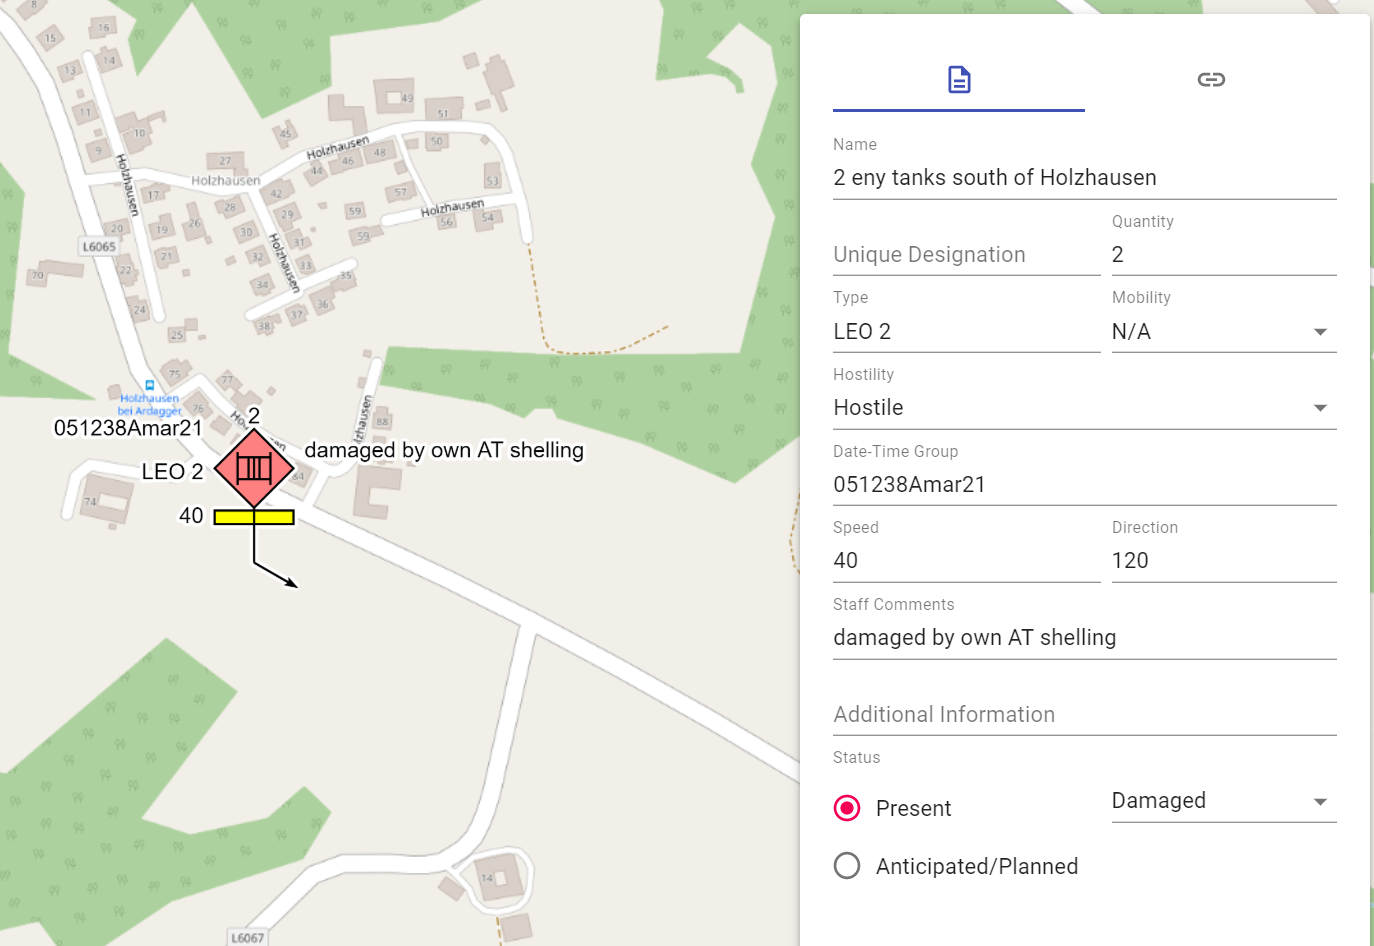 8
15
16
13
14
11
10
9
Holzhausen
27
Holzhausen
17
20
19
26
28
42
45
44
46
48
Holzhausen
49
51
50
53
57
59
59
Holzhausen
56
54
29
30
31
32
33
34
35
36
37
38
Holzhausen
L6065
70
22
21
24
25
75
77
76
Holzhausen
bei Ardagger
88
84
74
2
051238Amar21
LEO 2
damaged by own AT shelling
40
14
L6067
Name
2 eny tanks south of Holzhausen
Unique Designation
Quantity
2
Type
LEO 2
Mobility
N/A
Hostility
Hostile
Date-Time Group
051238Amar21
Speed
40
Direction
120
Staff Comments
damaged by own AT shelling
Additional Information
Status
Present
Damaged
Anticipated/Planned